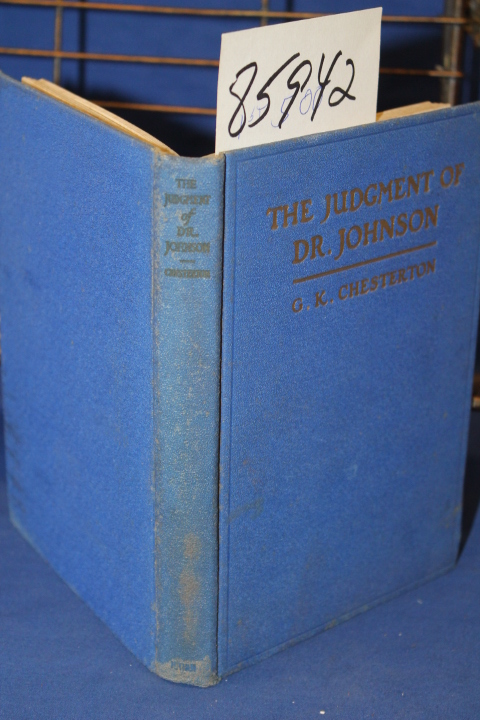 85942
THE
JUDGMENT
of
DR.
JOHNSON
CHESTERTON
THE JUDGMENT OF
DR. JOHNSON
G. K. CHESTERTON